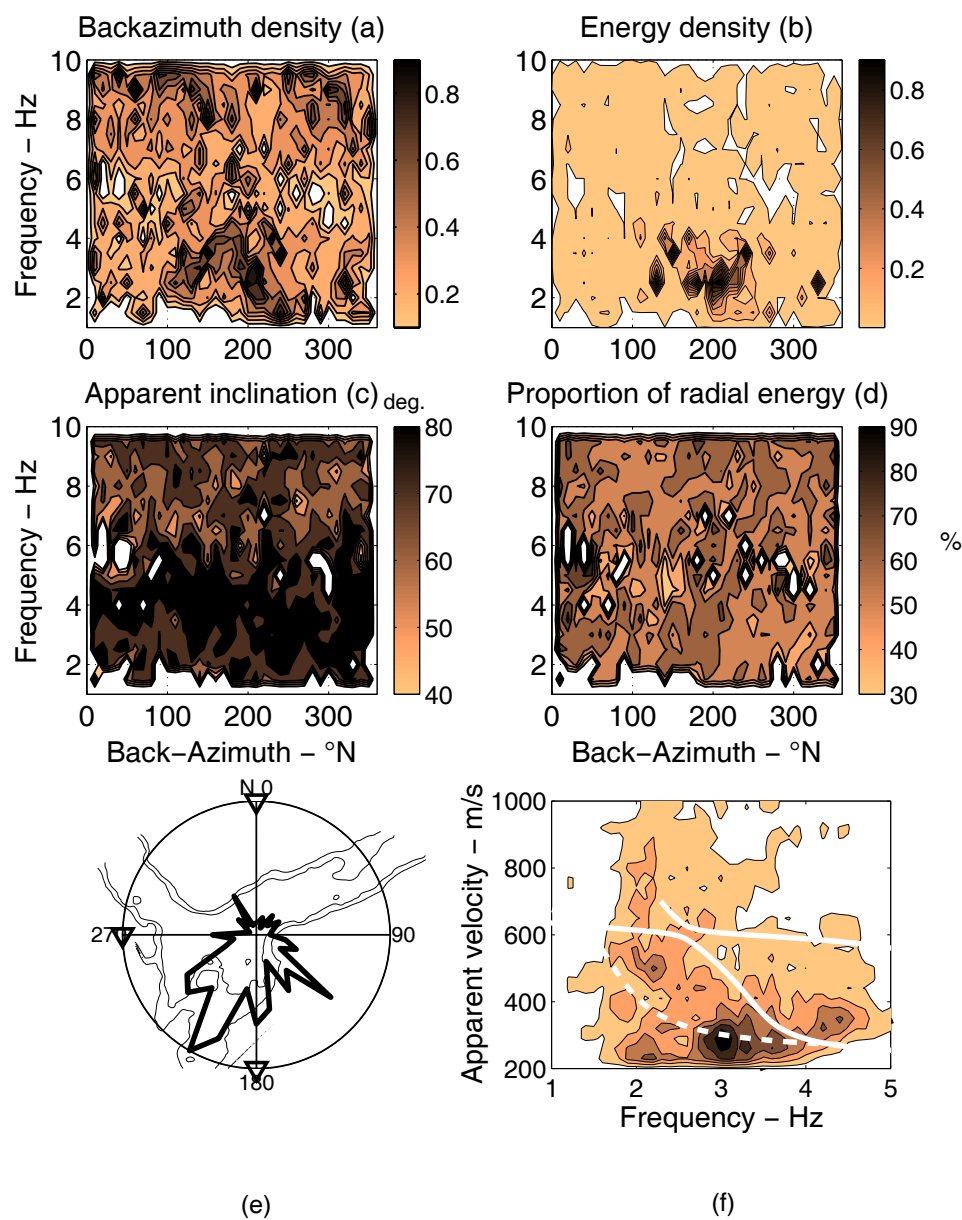 Backazimuth density (a)
Energy density (b)
Frequency − Hz
10
8
6
4
2
0 100 200 300
0.8
0.6
0.4
0.2
10
8
6
4
2
0 100 200 300
0.8
0.6
0.4
0.2
Apparent inclination (c) deg.
Proportion of radial energy (d)
Frequency − Hz
10
8
6
4
2
0 100 200 300
Back−Azimuth − °N
80
70
60
50
40
10
8
6
4
2
0 100 200 300
Back−Azimuth − °N
90
80
70
60
50
40
30
%
N 0
27
90
180
Apparent velocity − m/s
1000
800
600
400
200
1 2 3 4 5
Frequency − Hz
(e)
(f)